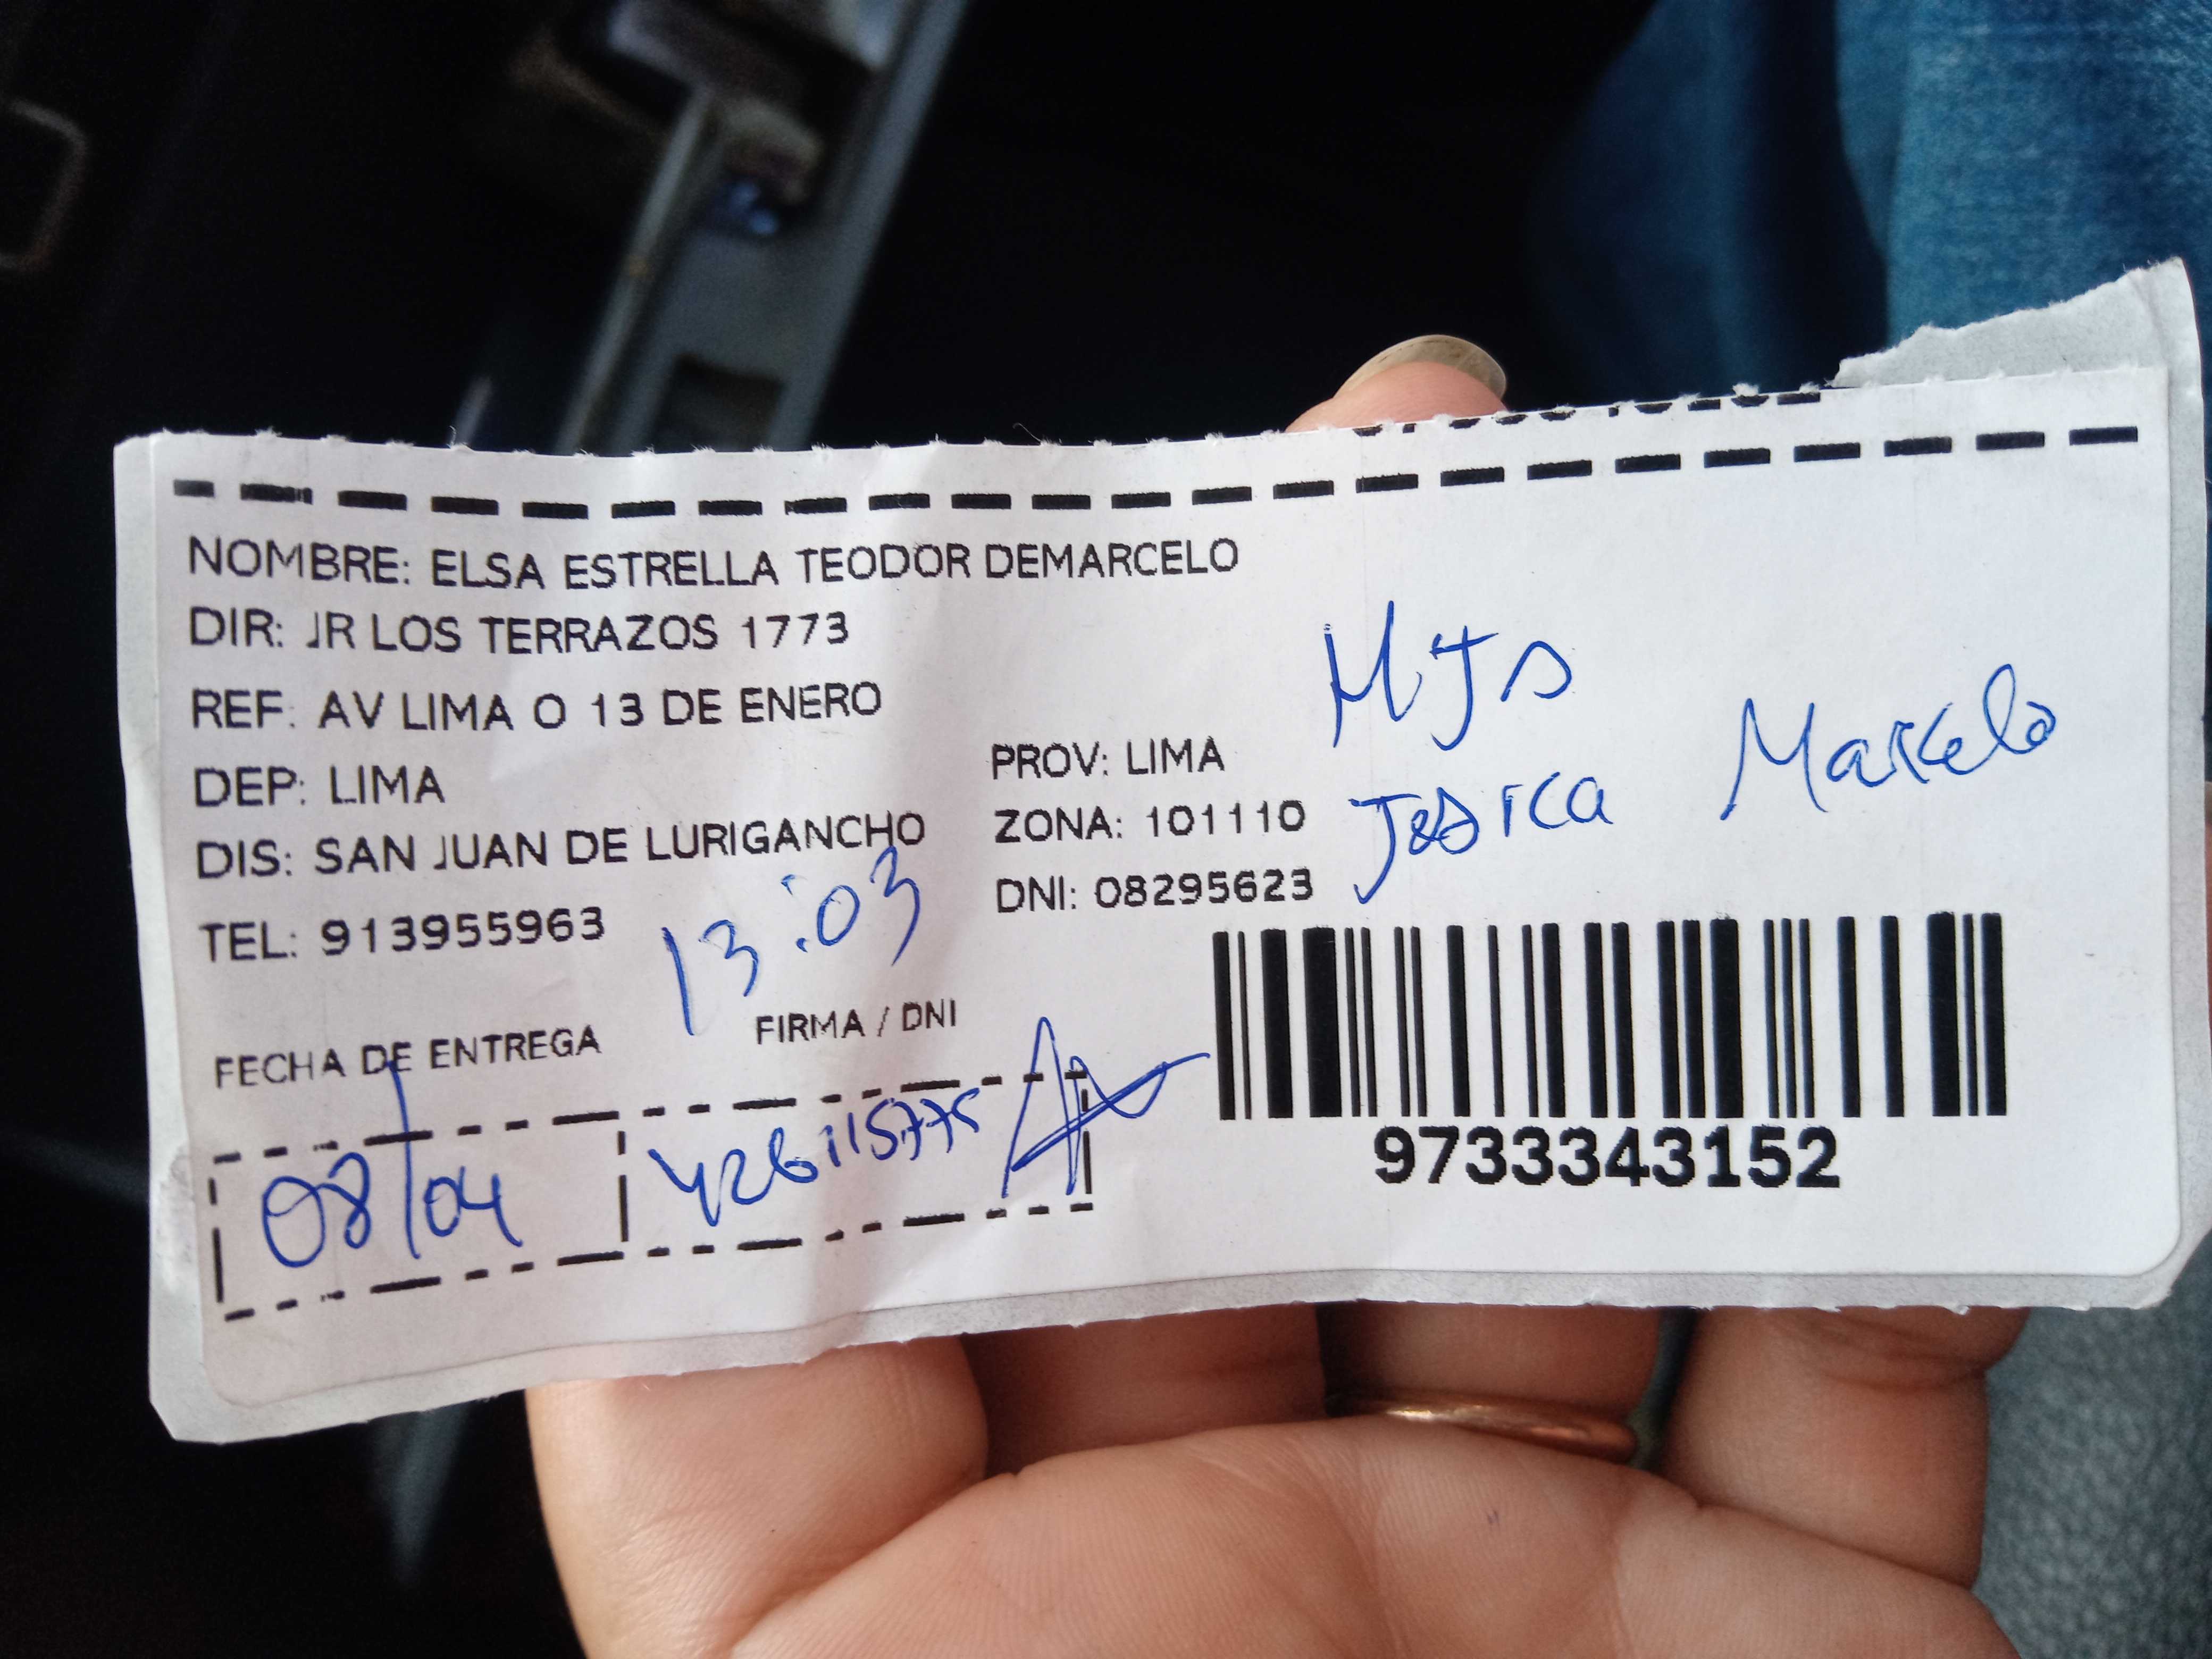 NOMBRE: ELSA ESTRELLA TEODOR DEMARCELO
DIR: JR LOS TERRAZOS 1773
REF: AV LIMA O 13 DE ENERO
DEP: LIMA
PROV: LIMA
DIS: SAN JUAN DE LURIGANCHO
ZONA: 101110
TEL: 913955963
DNI: 08295623
Jesica Marcelo
13:03
FECHA DE ENTREGA
FIRMA / DNI
08/04
9733343152